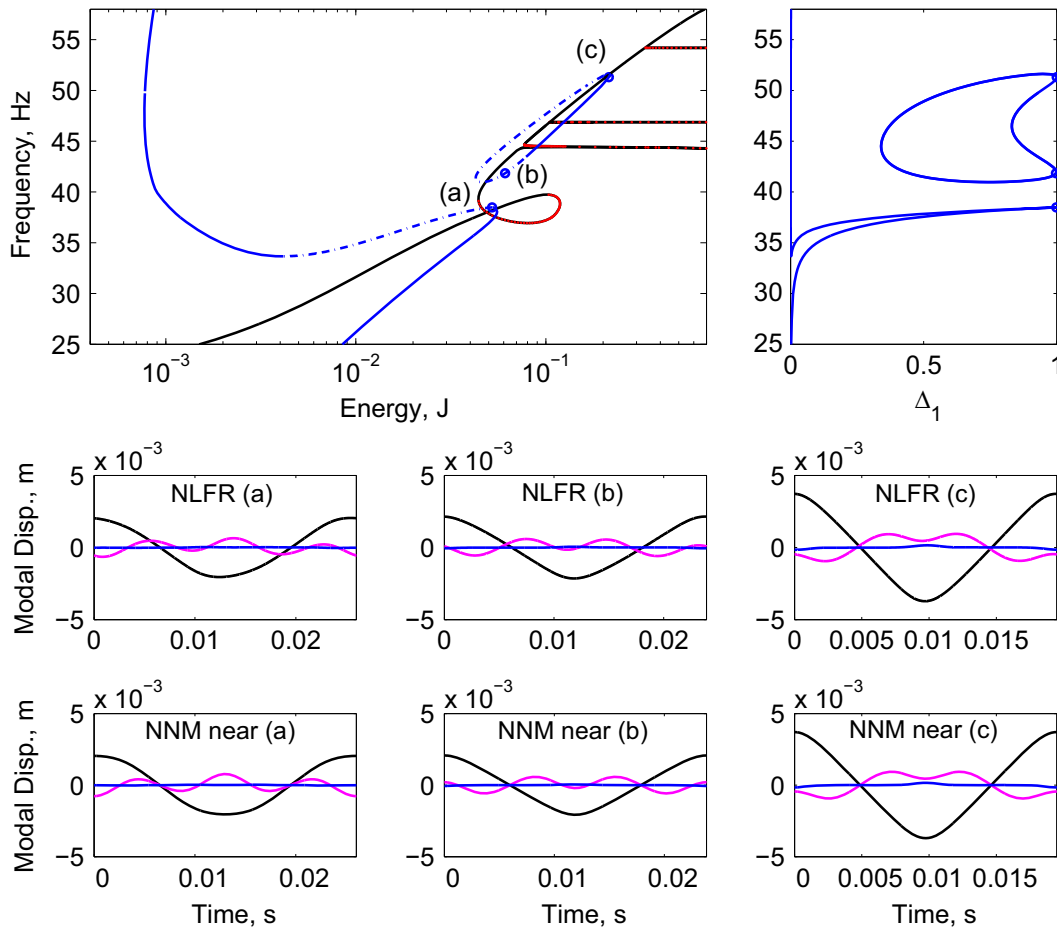 Frequency, Hz
55
50
45
40
35
30
25
(a)
(b)
(c)
10⁻³
10⁻²
10⁻¹
Energy, J
0
0.5
1
Δ₁
Modal Disp., m
x 10⁻³
5
0
−5
NLFR (a)
0
0.01
0.02
x 10⁻³
5
0
−5
NLFR (b)
0
0.01
0.02
x 10⁻³
5
0
−5
NLFR (c)
0
0.005
0.01
0.015
Modal Disp., m
x 10⁻³
5
0
−5
NNM near (a)
0
0.01
0.02
Time, s
x 10⁻³
5
0
−5
NNM near (b)
0
0.01
0.02
Time, s
x 10⁻³
5
0
−5
NNM near (c)
0
0.005
0.01
0.015
Time, s
55
50
45
40
35
30
25